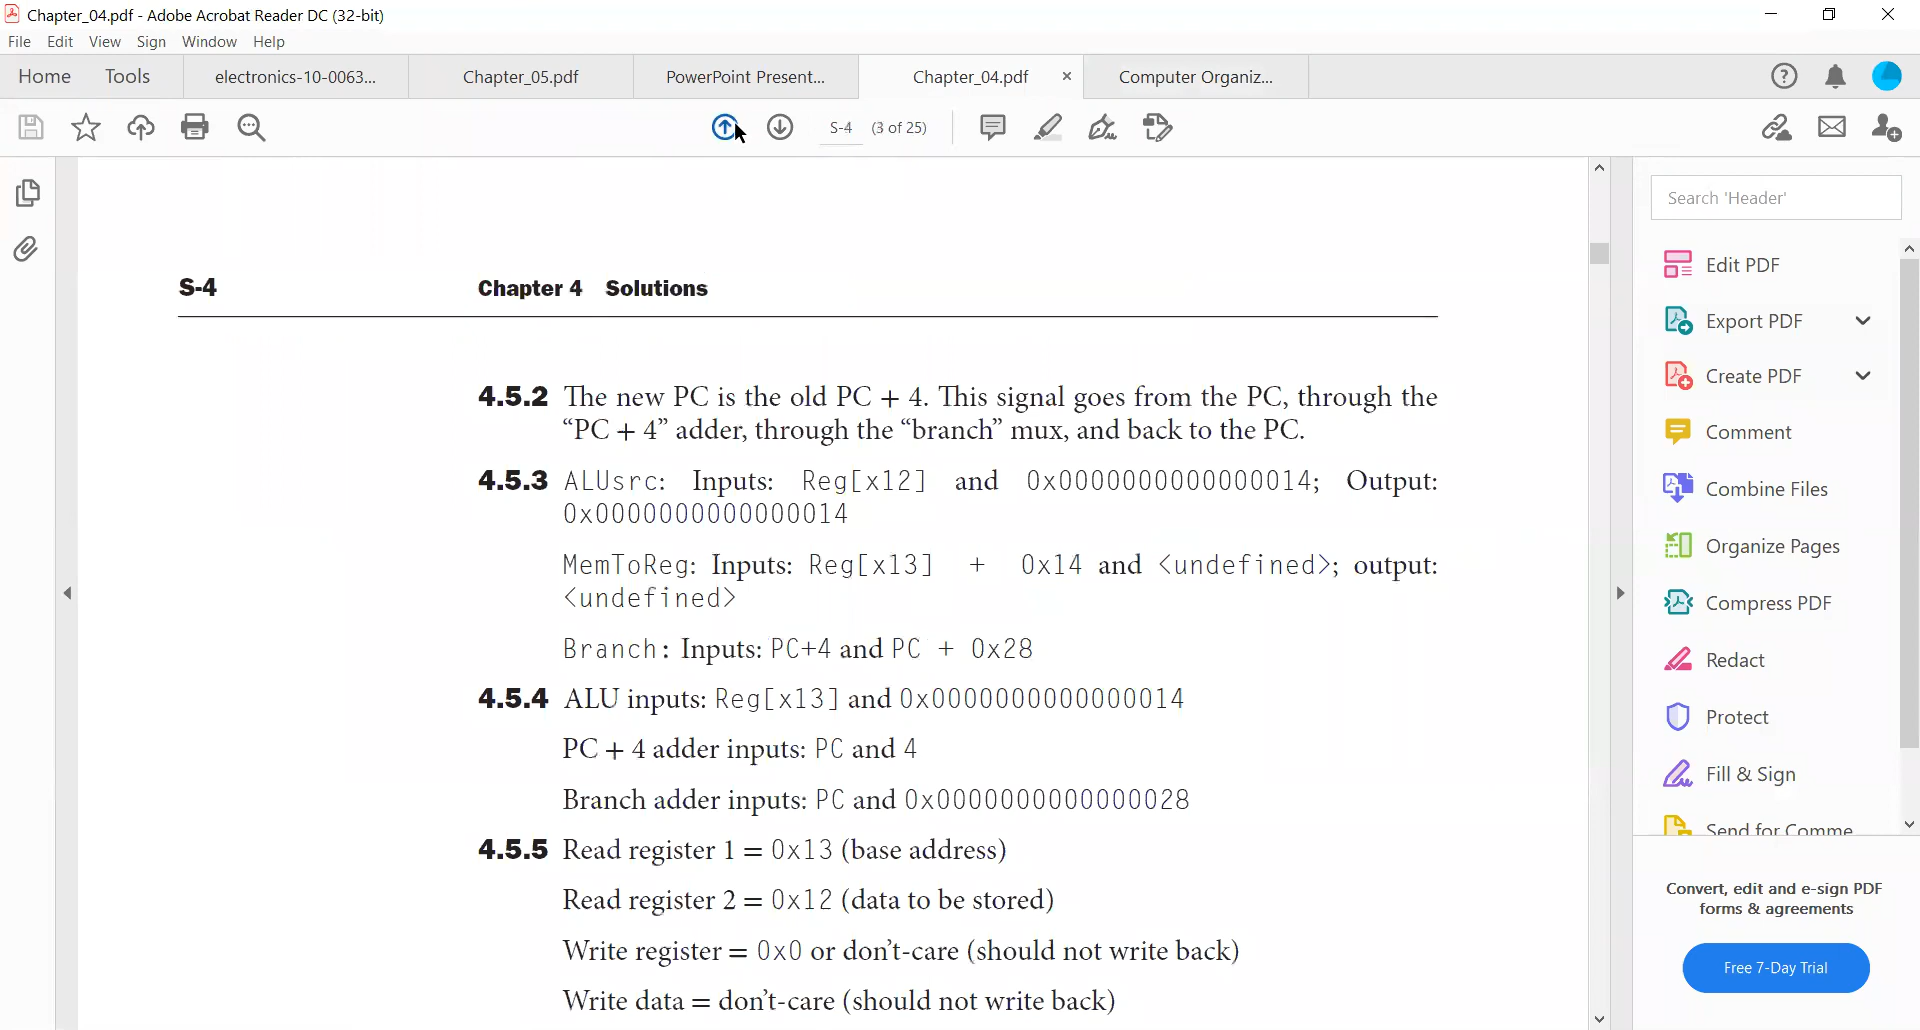 Chapter_04.pdf - Adobe Acrobat Reader DC (32-bit)
File Edit View Sign Window Help
Home Tools electronics-10-0063... Chapter_05.pdf PowerPoint Present... Chapter_04.pdf × Computer Organiz...
S-4 (3 of 25)
Search 'Header'
Edit PDF
Export PDF
Create PDF
Comment
Combine Files
Organize Pages
Compress PDF
Redact
Protect
Fill & Sign
Send for Comme
Convert, edit and e-sign PDF
forms & agreements
Free 7-Day Trial
S-4 Chapter 4 Solutions
4.5.2 The new PC is the old PC + 4. This signal goes from the PC, through the
“PC + 4” adder, through the “branch” mux, and back to the PC.
4.5.3 ALUsrc: Inputs: Reg[x12] and 0x0000000000000014; Output:
0x0000000000000014
MemToReg: Inputs: Reg[x13] + 0x14 and <undefined>; output:
<undefined>
Branch: Inputs: PC+4 and PC + 0x28
4.5.4 ALU inputs: Reg[x13] and 0x0000000000000014
PC + 4 adder inputs: PC and 4
Branch adder inputs: PC and 0x0000000000000028
4.5.5 Read register 1 = 0x13 (base address)
Read register 2 = 0x12 (data to be stored)
Write register = 0x0 or don’t-care (should not write back)
Write data = don’t-care (should not write back)